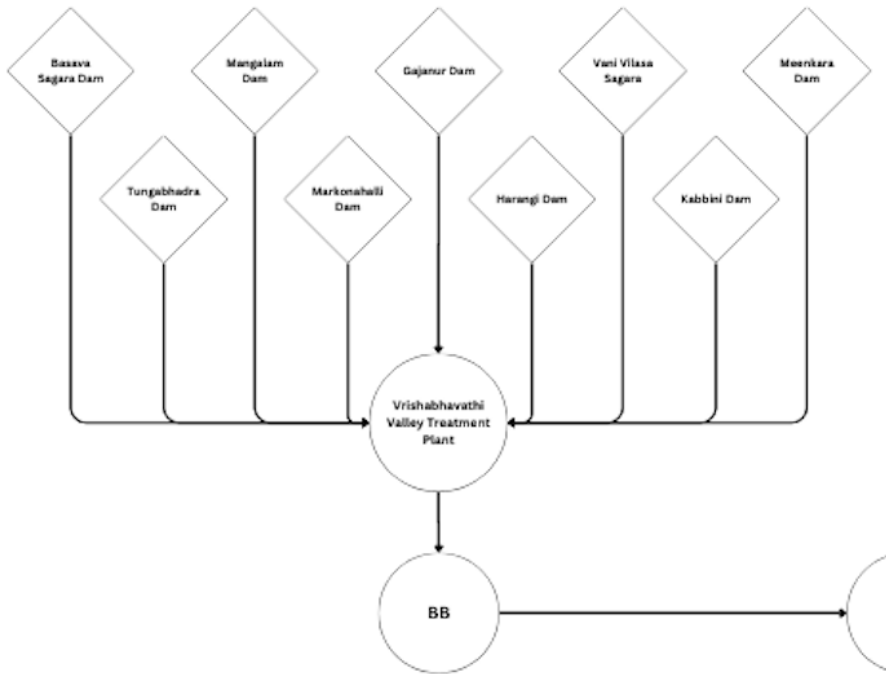 Basava
Sagara Dam
Mangalam
Dam
Gajanur Dam
Vani Vilasa
Sagara
Meenkara
Dam
Tungabhadra
Dam
Markonahalli
Dam
Harangi Dam
Kabbini Dam
Vrishabhavathi
Valley Treatment
Plant
BB